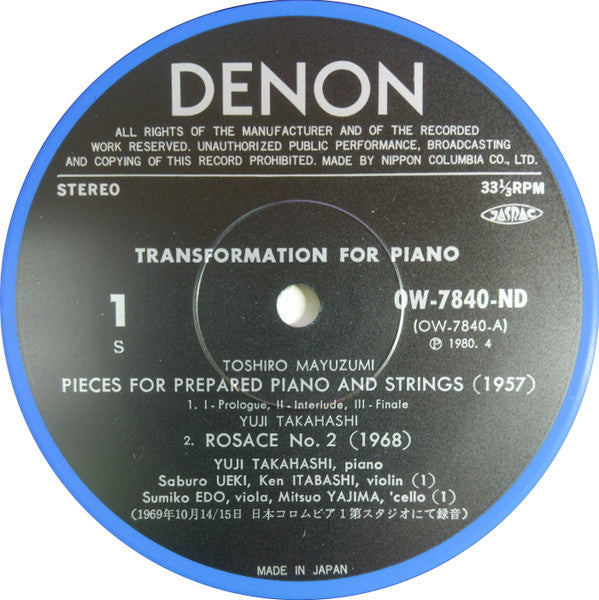 DENON
ALL RIGHTS OF THE MANUFACTURER AND OF THE RECORDED
WORK RESERVED. UNAUTHORIZED PUBLIC PERFORMANCE, BROADCASTING
AND COPYING OF THIS RECORD PROHIBITED. MADE BY NIPPON COLUMBIA CO., LTD.
STEREO
33⅓RPM
JASRAC
TRANSFORMATION FOR PIANO
1
S
OW-7840-ND
(OW-7840-A)
Ⓟ 1980. 4
TOSHIRO MAYUZUMI
PIECES FOR PREPARED PIANO AND STRINGS (1957)
1. I - Prologue, II - Interlude, III - Finale
YUJI TAKAHASHI
2. ROSACE No. 2 (1968)
YUJI TAKAHASHI, piano
Saburo UEKI, Ken ITABASHI, violin (1)
Sumiko EDO, viola, Mitsuo YAJIMA, 'cello (1)
(1969年10月14/15日 日本コロムビア1第スタジオにて録音)
MADE IN JAPAN